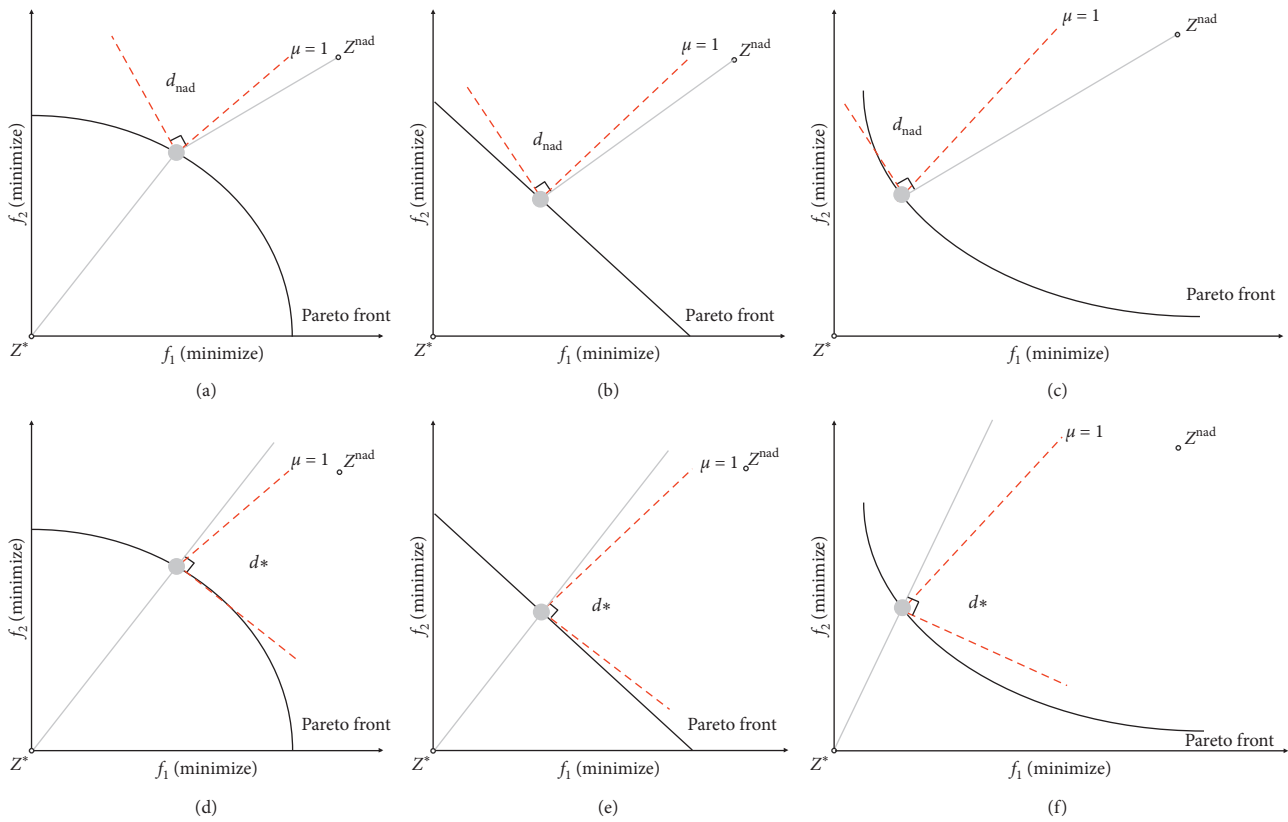 μ = 1
Z^nad
d_nad
f_2 (minimize)
Pareto front
Z*
f_1 (minimize)
(a)
μ = 1
Z^nad
d_nad
f_2 (minimize)
Pareto front
Z*
f_1 (minimize)
(b)
μ = 1
Z^nad
d_nad
f_2 (minimize)
Pareto front
Z*
f_1 (minimize)
(c)
μ = 1
Z^nad
d*
f_2 (minimize)
Pareto front
Z*
f_1 (minimize)
(d)
μ = 1
Z^nad
d*
f_2 (minimize)
Pareto front
Z*
f_1 (minimize)
(e)
μ = 1
Z^nad
d*
f_2 (minimize)
Pareto front
Z*
f_1 (minimize)
(f)